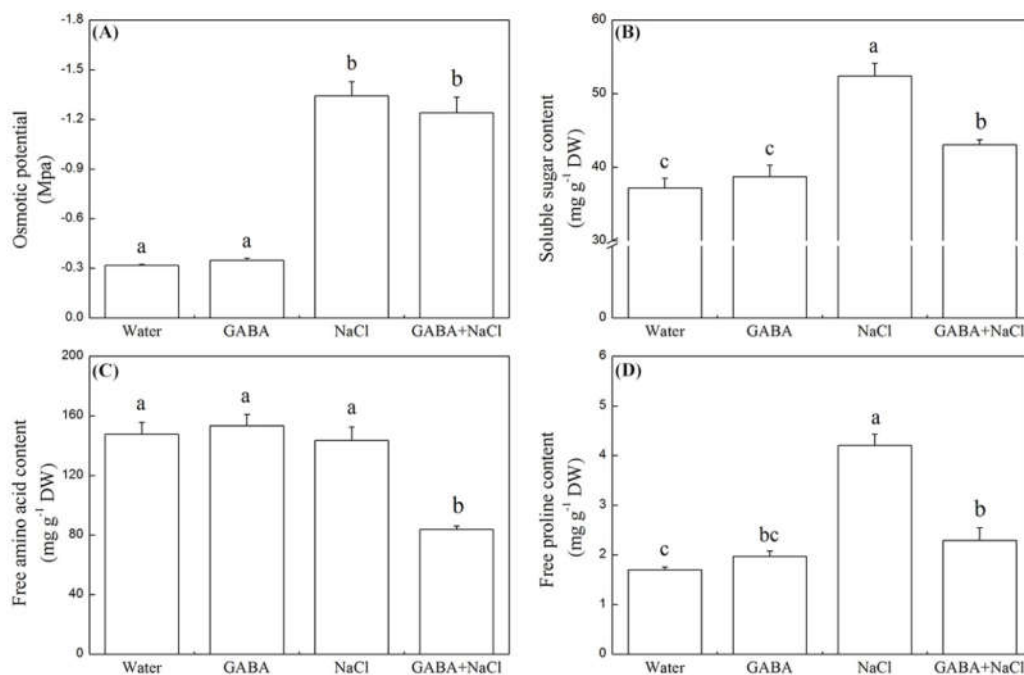 (A)
-1.8
-1.5
-1.2
-0.9
-0.6
-0.3
0.0
Osmotic potential
(Mpa)
a
a
b
b
Water GABA NaCl GABA+NaCl
(B)
60
50
40
30
0
Soluble sugar content
(mg g⁻¹ DW)
c
c
a
b
Water GABA NaCl GABA+NaCl
(C)
200
160
120
80
40
0
Free amino acid content
(mg g⁻¹ DW)
a
a
a
b
Water GABA NaCl GABA+NaCl
(D)
6
5
4
3
2
1
0
Free proline content
(mg g⁻¹ DW)
c
bc
a
b
Water GABA NaCl GABA+NaCl